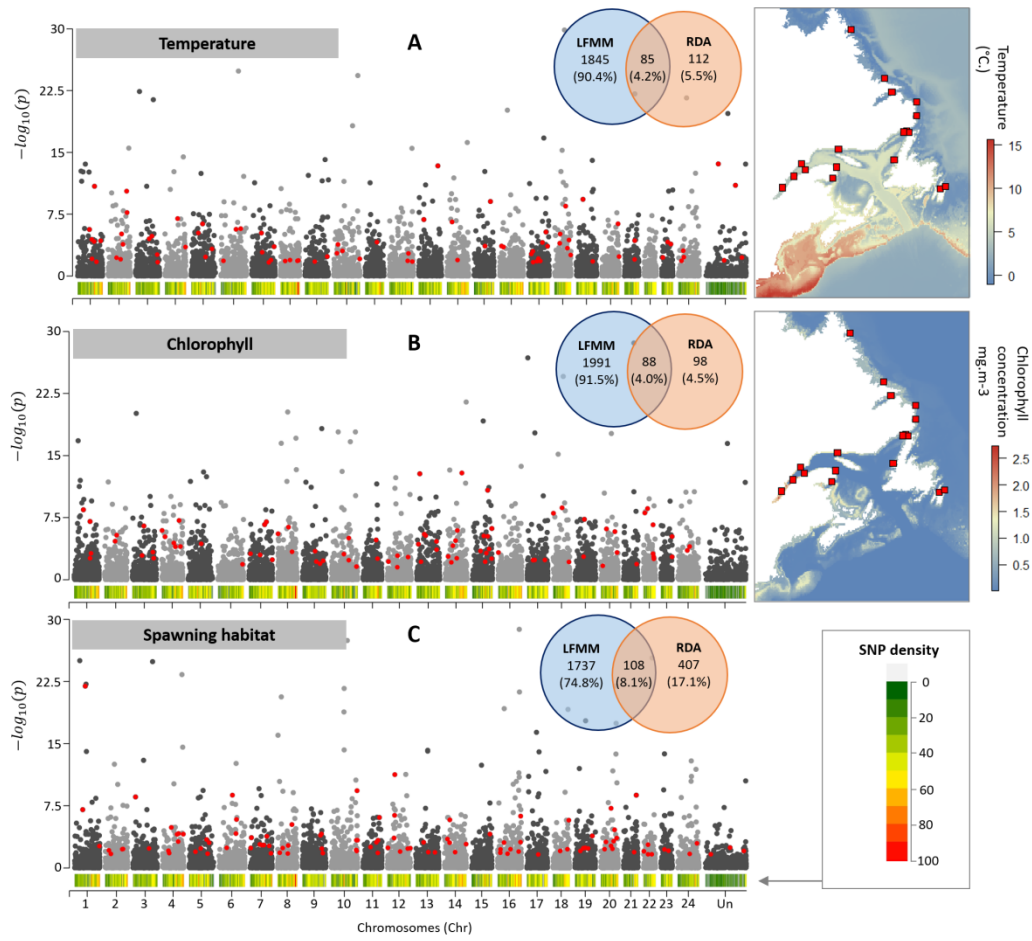 Temperature
A
30
22.5
15
7.5
0
−log₁₀(p)
LFMM
1845
(90.4%)
85
(4.2%)
RDA
112
(5.5%)
Temperature
(°C.)
15
10
5
0
Chlorophyll
B
30
22.5
15
7.5
0
−log₁₀(p)
LFMM
1991
(91.5%)
88
(4.0%)
RDA
98
(4.5%)
Chlorophyll
concentration
mg.m-3
2.5
2.0
1.5
1.0
0.5
Spawning habitat
C
30
22.5
15
7.5
0
−log₁₀(p)
LFMM
1737
(74.8%)
108
(8.1%)
RDA
407
(17.1%)
SNP density
0
20
40
60
80
100
1 2 3 4 5 6 7 8 9 10 11 12 13 14 15 16 17 18 19 20 21 22 23 24 Un
Chromosomes (Chr)